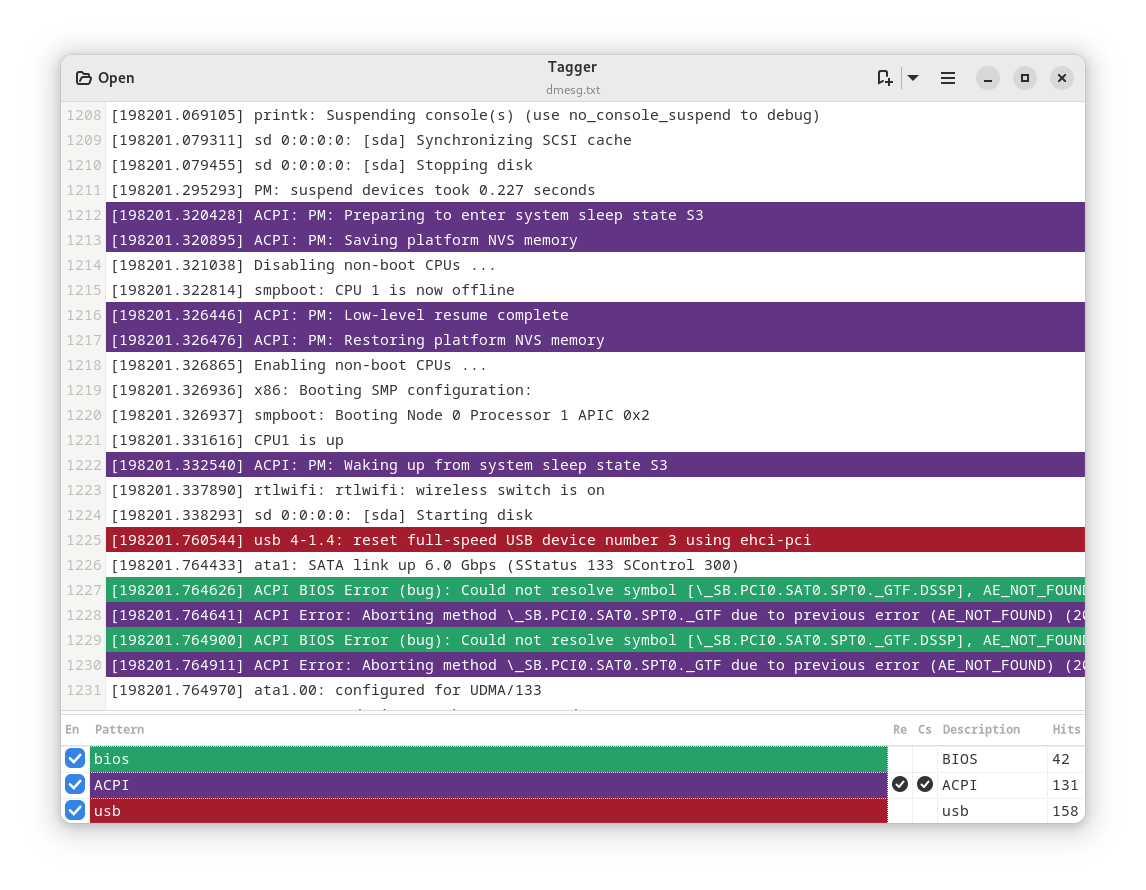 Open
Tagger
dmesg.txt
1208 [198201.069105] printk: Suspending console(s) (use no_console_suspend to debug)
1209 [198201.079311] sd 0:0:0:0: [sda] Synchronizing SCSI cache
1210 [198201.079455] sd 0:0:0:0: [sda] Stopping disk
1211 [198201.295293] PM: suspend devices took 0.227 seconds
1212 [198201.320428] ACPI: PM: Preparing to enter system sleep state S3
1213 [198201.320895] ACPI: PM: Saving platform NVS memory
1214 [198201.321038] Disabling non-boot CPUs ...
1215 [198201.322814] smpboot: CPU 1 is now offline
1216 [198201.326446] ACPI: PM: Low-level resume complete
1217 [198201.326476] ACPI: PM: Restoring platform NVS memory
1218 [198201.326865] Enabling non-boot CPUs ...
1219 [198201.326936] x86: Booting SMP configuration:
1220 [198201.326937] smpboot: Booting Node 0 Processor 1 APIC 0x2
1221 [198201.331616] CPU1 is up
1222 [198201.332540] ACPI: PM: Waking up from system sleep state S3
1223 [198201.337890] rtlwifi: rtlwifi: wireless switch is on
1224 [198201.338293] sd 0:0:0:0: [sda] Starting disk
1225 [198201.760544] usb 4-1.4: reset full-speed USB device number 3 using ehci-pci
1226 [198201.764433] ata1: SATA link up 6.0 Gbps (SStatus 133 SControl 300)
1227 [198201.764626] ACPI BIOS Error (bug): Could not resolve symbol [\_SB.PCI0.SAT0.SPT0._GTF.DSSP], AE_NOT_FOUND
1228 [198201.764641] ACPI Error: Aborting method \_SB.PCI0.SAT0.SPT0._GTF due to previous error (AE_NOT_FOUND) (20
1229 [198201.764900] ACPI BIOS Error (bug): Could not resolve symbol [\_SB.PCI0.SAT0.SPT0._GTF.DSSP], AE_NOT_FOUND
1230 [198201.764911] ACPI Error: Aborting method \_SB.PCI0.SAT0.SPT0._GTF due to previous error (AE_NOT_FOUND) (20
1231 [198201.764970] ata1.00: configured for UDMA/133
En Pattern Re Cs Description Hits
bios BIOS 42
ACPI ACPI 131
usb usb 158